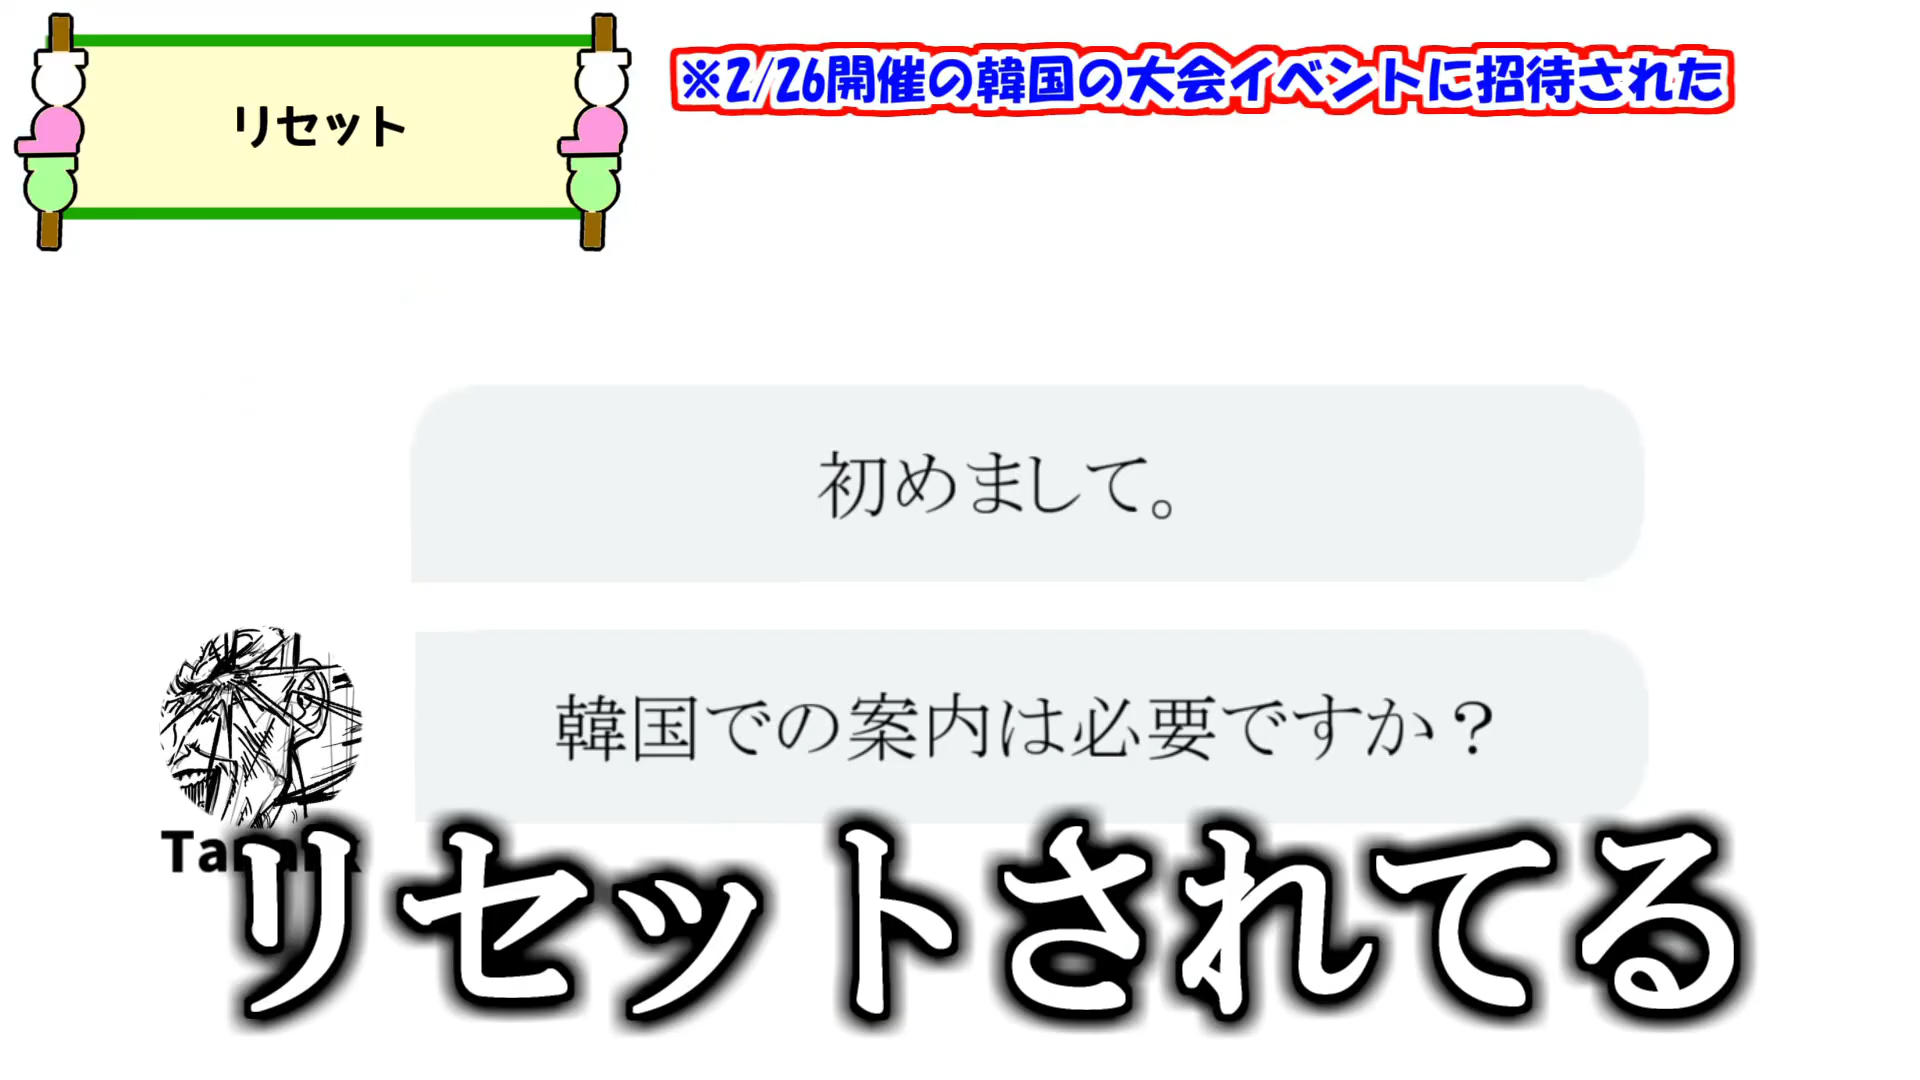 リセット
※2/26開催の韓国の大会イベントに招待された
初めまして。
韓国での案内は必要ですか？
リセットされてる